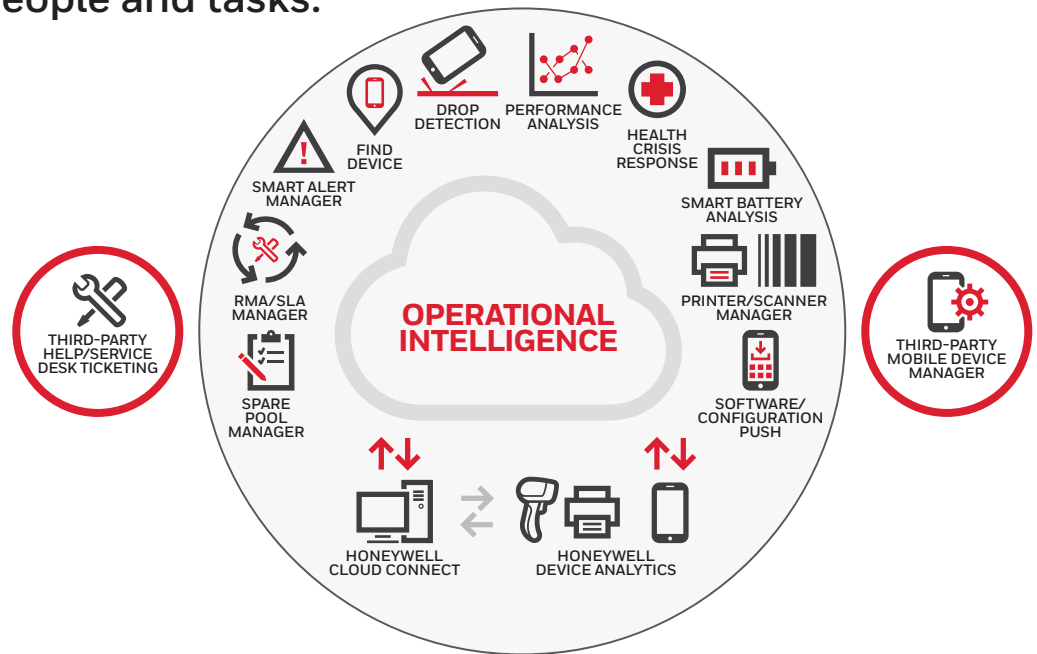 people and tasks.
DROP
DETECTION
PERFORMANCE
ANALYSIS
FIND
DEVICE
HEALTH
CRISIS
RESPONSE
SMART ALERT
MANAGER
SMART BATTERY
ANALYSIS
RMA/SLA
MANAGER
OPERATIONAL
INTELLIGENCE
PRINTER/SCANNER
MANAGER
THIRD-PARTY
HELP/SERVICE
DESK TICKETING
THIRD-PARTY
MOBILE DEVICE
MANAGER
SPARE
POOL
MANAGER
SOFTWARE/
CONFIGURATION
PUSH
HONEYWELL
CLOUD CONNECT
HONEYWELL
DEVICE ANALYTICS